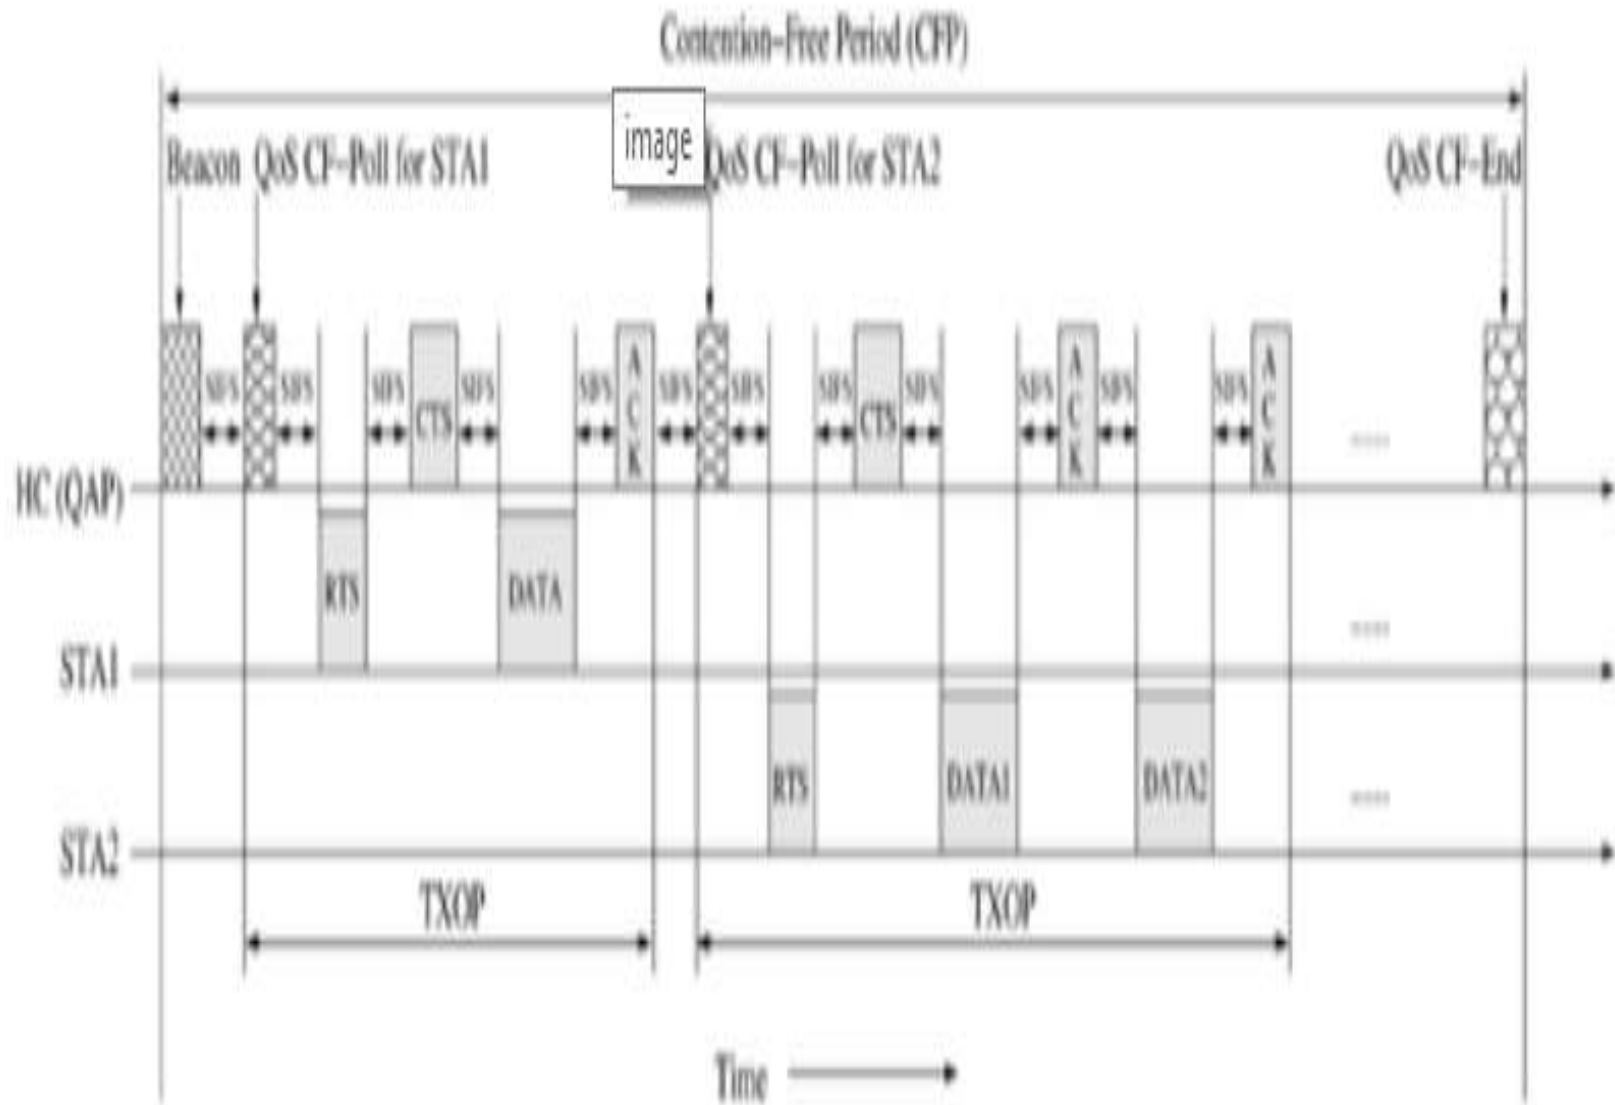 Contention-Free Period (CFP)
image
Beacon QoS CF-Poll for STA1 QoS CF-Poll for STA2 QoS CF-End
SIFS SIFS SIFS SIFS SIFS SIFS SIFS SIFS SIFS SIFS SIFS SIFS
CTS ACK CTS ACK ACK
....
HC (QAP)
RTS DATA
....
STA1
RTS DATA1 DATA2
....
STA2
TXOP TXOP
Time